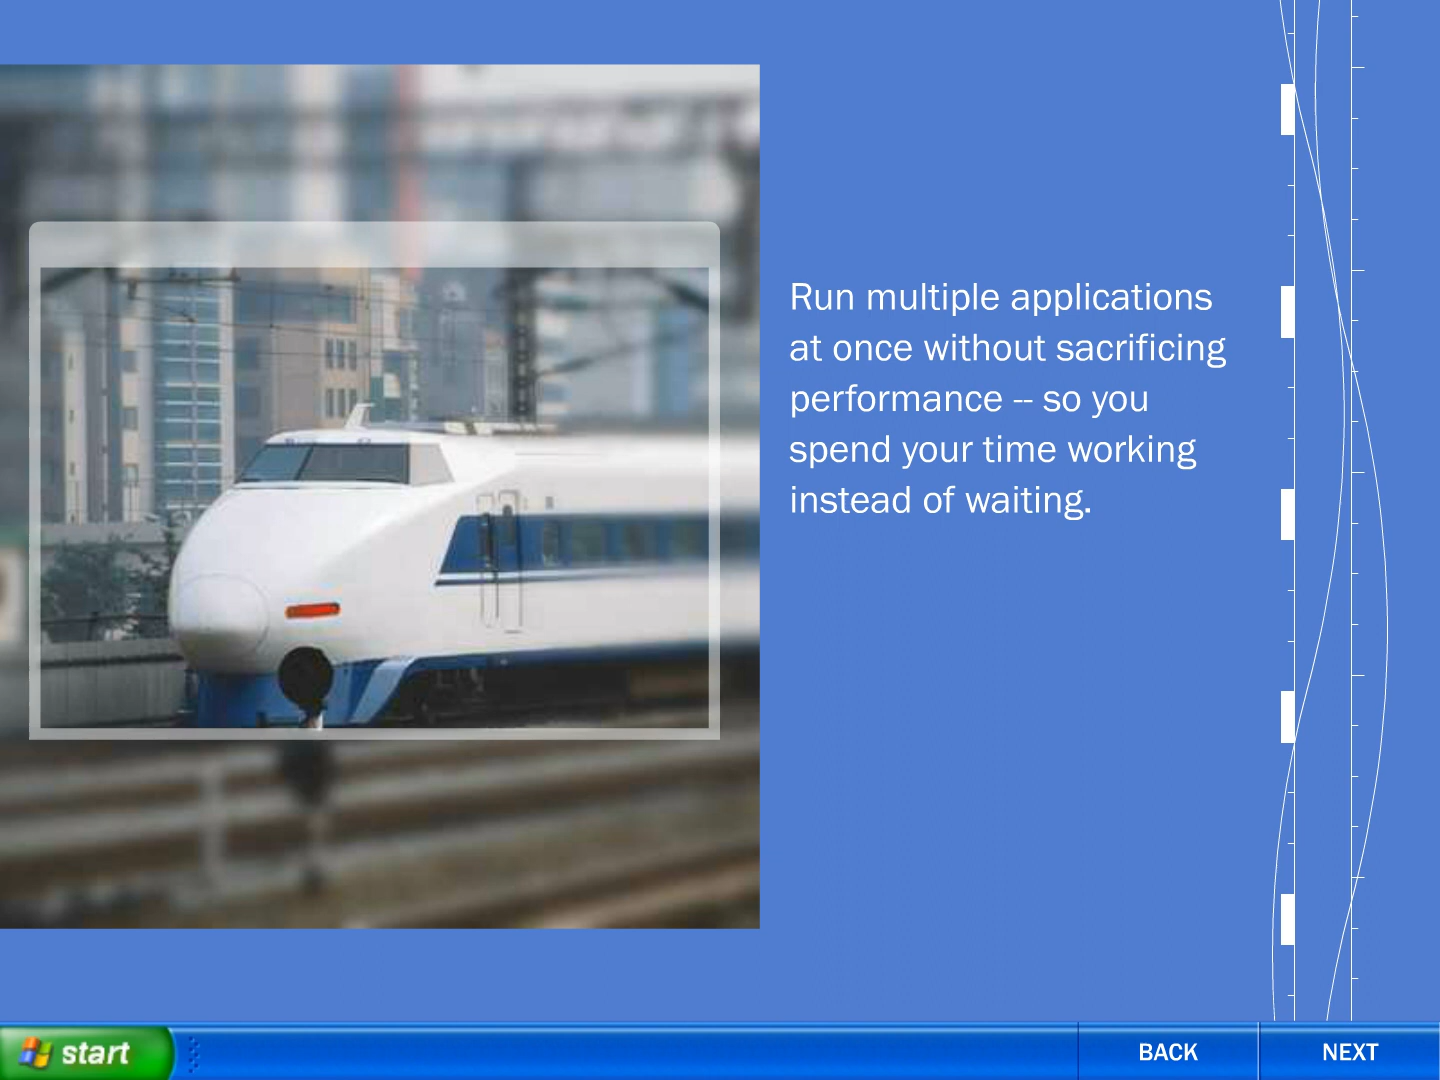 Run multiple applications
at once without sacrificing
performance -- so you
spend your time working
instead of waiting.
start
BACK
NEXT